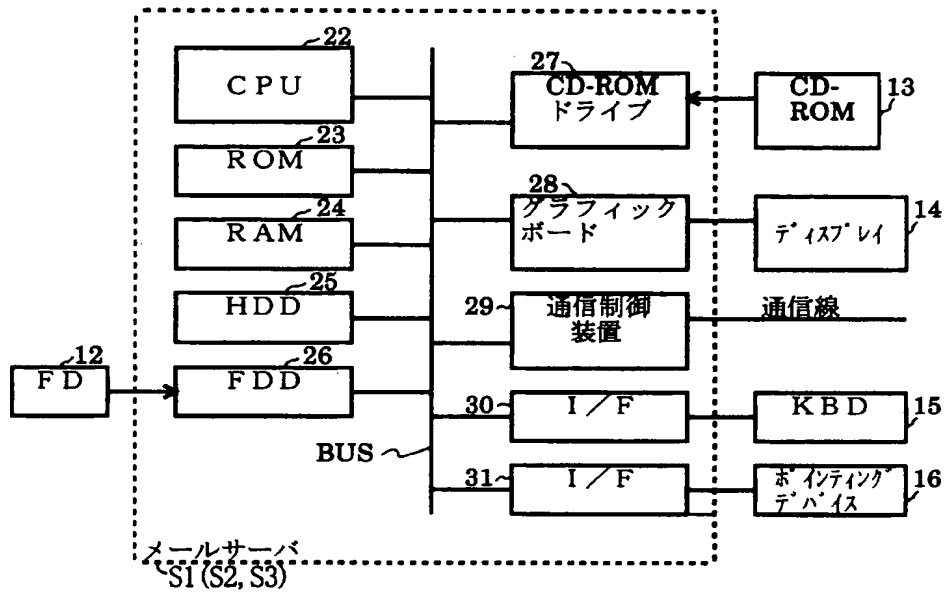 22
CPU
23
ROM
24
RAM
25
HDD
26
FDD
12
FD
BUS
27
CD-ROM
ドライブ
CD-
ROM
13
28
グラフィック
ボード
ディスプレイ
14
29
通信制御
装置
通信線
30
I/F
KBD
15
31
I/F
ポインティング
デバイス
16
メールサーバ
S1(S2, S3)